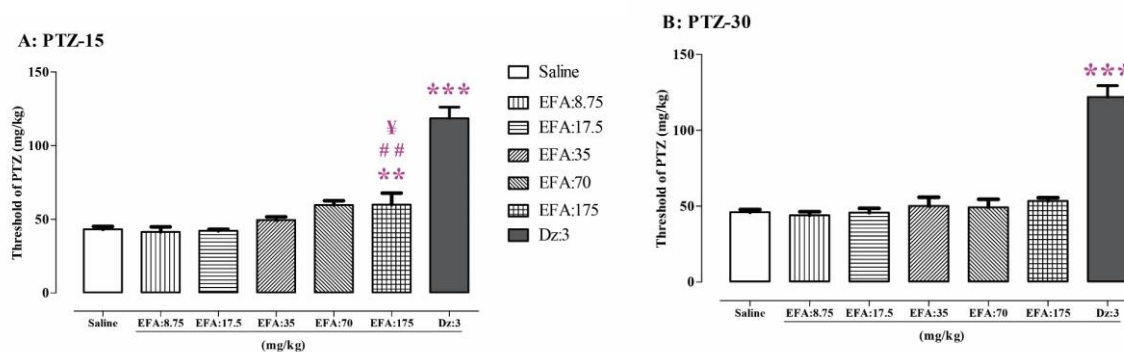 A: PTZ-15
Threshold of PTZ (mg/kg)
150
100
50
0
***
¥
##
**
Saline
EFA:8.75
EFA:17.5
EFA:35
EFA:70
EFA:175
Dz:3
(mg/kg)
Saline
EFA:8.75
EFA:17.5
EFA:35
EFA:70
EFA:175
Dz:3
B: PTZ-30
Threshold of PTZ (mg/kg)
150
100
50
0
***
Saline
EFA:8.75
EFA:17.5
EFA:35
EFA:70
EFA:175
Dz:3
(mg/kg)